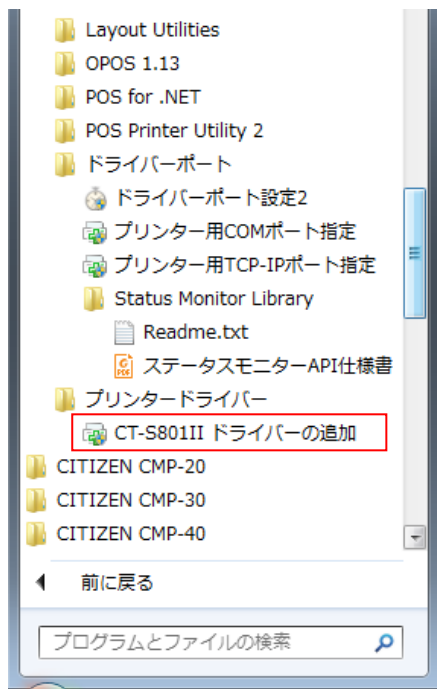 Layout Utilities
OPOS 1.13
POS for .NET
POS Printer Utility 2
ドライバーポート
ドライバーポート設定2
プリンター用COMポート指定
プリンター用TCP-IPポート指定
Status Monitor Library
Readme.txt
ステータスモニターAPI仕様書
プリンタードライバー
CT-S801II ドライバーの追加
CITIZEN CMP-20
CITIZEN CMP-30
CITIZEN CMP-40
前に戻る
プログラムとファイルの検索